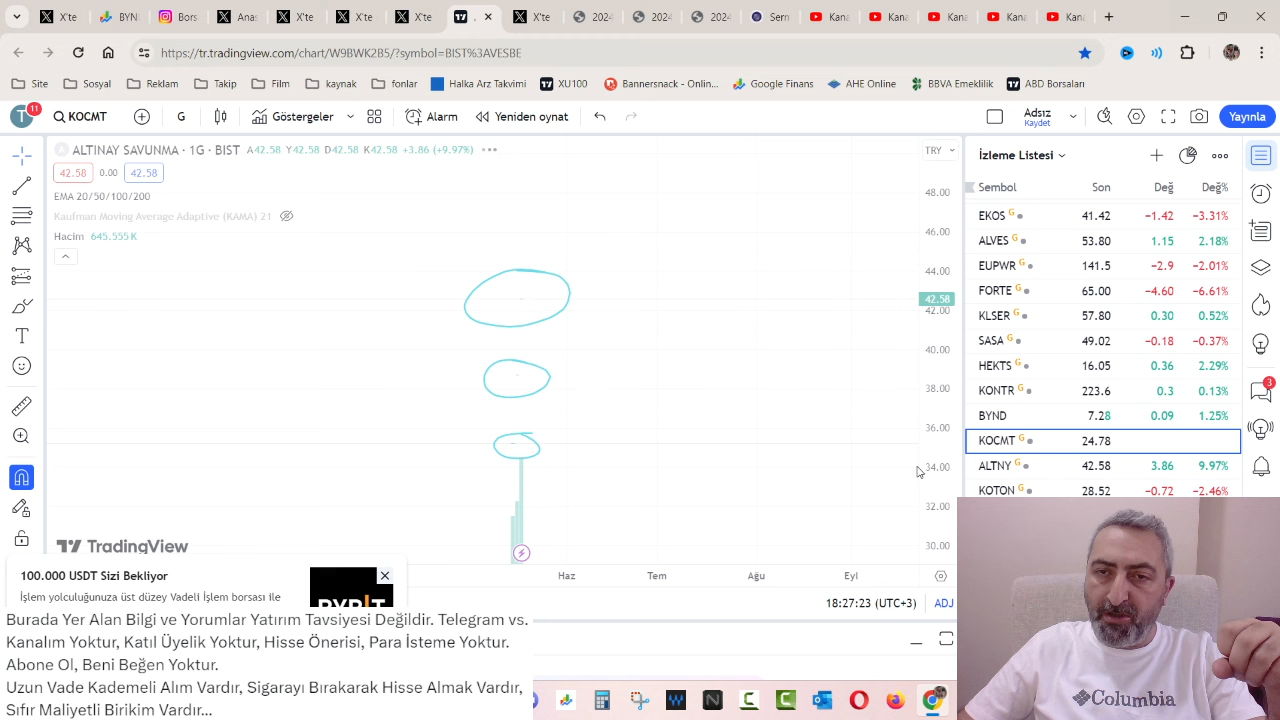 BYNI
Bors
Anas
X'te
X'te
X'te
X'te
2024
2024
2024
Sern
Kana
Kana
Kana
Kana
Kana
https://tr.tradingview.com/chart/W9BWK2B5/?symbol=BIST%3AVESBE
Site
Sosyal
Reklam
Takip
Film
kaynak
fonlar
Halka Arz Takvimi
XU100
Bannersnack - Onlin...
Google Finans
AHE Online
BBVA Emeklilik
ABD Borsaları
T
11
KOCMT
G
Göstergeler
Alarm
Yeniden oynat
Adsız
Kaydet
Yayınla
ALTINAY SAVUNMA · 1G · BIST A42.58 Y42.58 D42.58 K42.58 +3.86 (+9.97%)
42.58 0.00 42.58
EMA 20/50/100/200
Kaufman Moving Average Adaptive (KAMA) 21
Hacim 645.555K
TRY
48.00
46.00
44.00
42.58
42.00
40.00
38.00
36.00
34.00
32.00
30.00
Haz Tem Ağu Eyl
18:27:23 (UTC+3) ADJ
TradingView
İzleme Listesi
Sembol Son Değ Değ%
EKOS G 41.42 −1.42 −3.31%
ALVES G 53.80 1.15 2.18%
EUPWR G 141.5 −2.9 −2.01%
FORTE G 65.00 −4.60 −6.61%
KLSER G 57.80 0.30 0.52%
SASA G 49.02 −0.18 −0.37%
HEKTS G 16.05 0.36 2.29%
KONTR G 223.6 0.3 0.13%
BYND 7.28 0.09 1.25%
KOCMT G 24.78
ALTNY G 42.58 3.86 9.97%
KOTON G 28.52 −0.72 −2.46%
3
100.000 USDT Sizi Bekliyor
İşlem yolculuğunuza üst düzey Vadeli İşlem borsası ile
BYBIT
Burada Yer Alan Bilgi ve Yorumlar Yatırım Tavsiyesi Değildir. Telegram vs.
Kanalım Yoktur, Katıl Üyelik Yoktur, Hisse Önerisi, Para İsteme Yoktur.
Abone Ol, Beni Beğen Yoktur.
Uzun Vade Kademeli Alım Vardır, Sigarayı Bırakarak Hisse Almak Vardır,
Sıfır Maliyetli Birikim Vardır...
Columbia